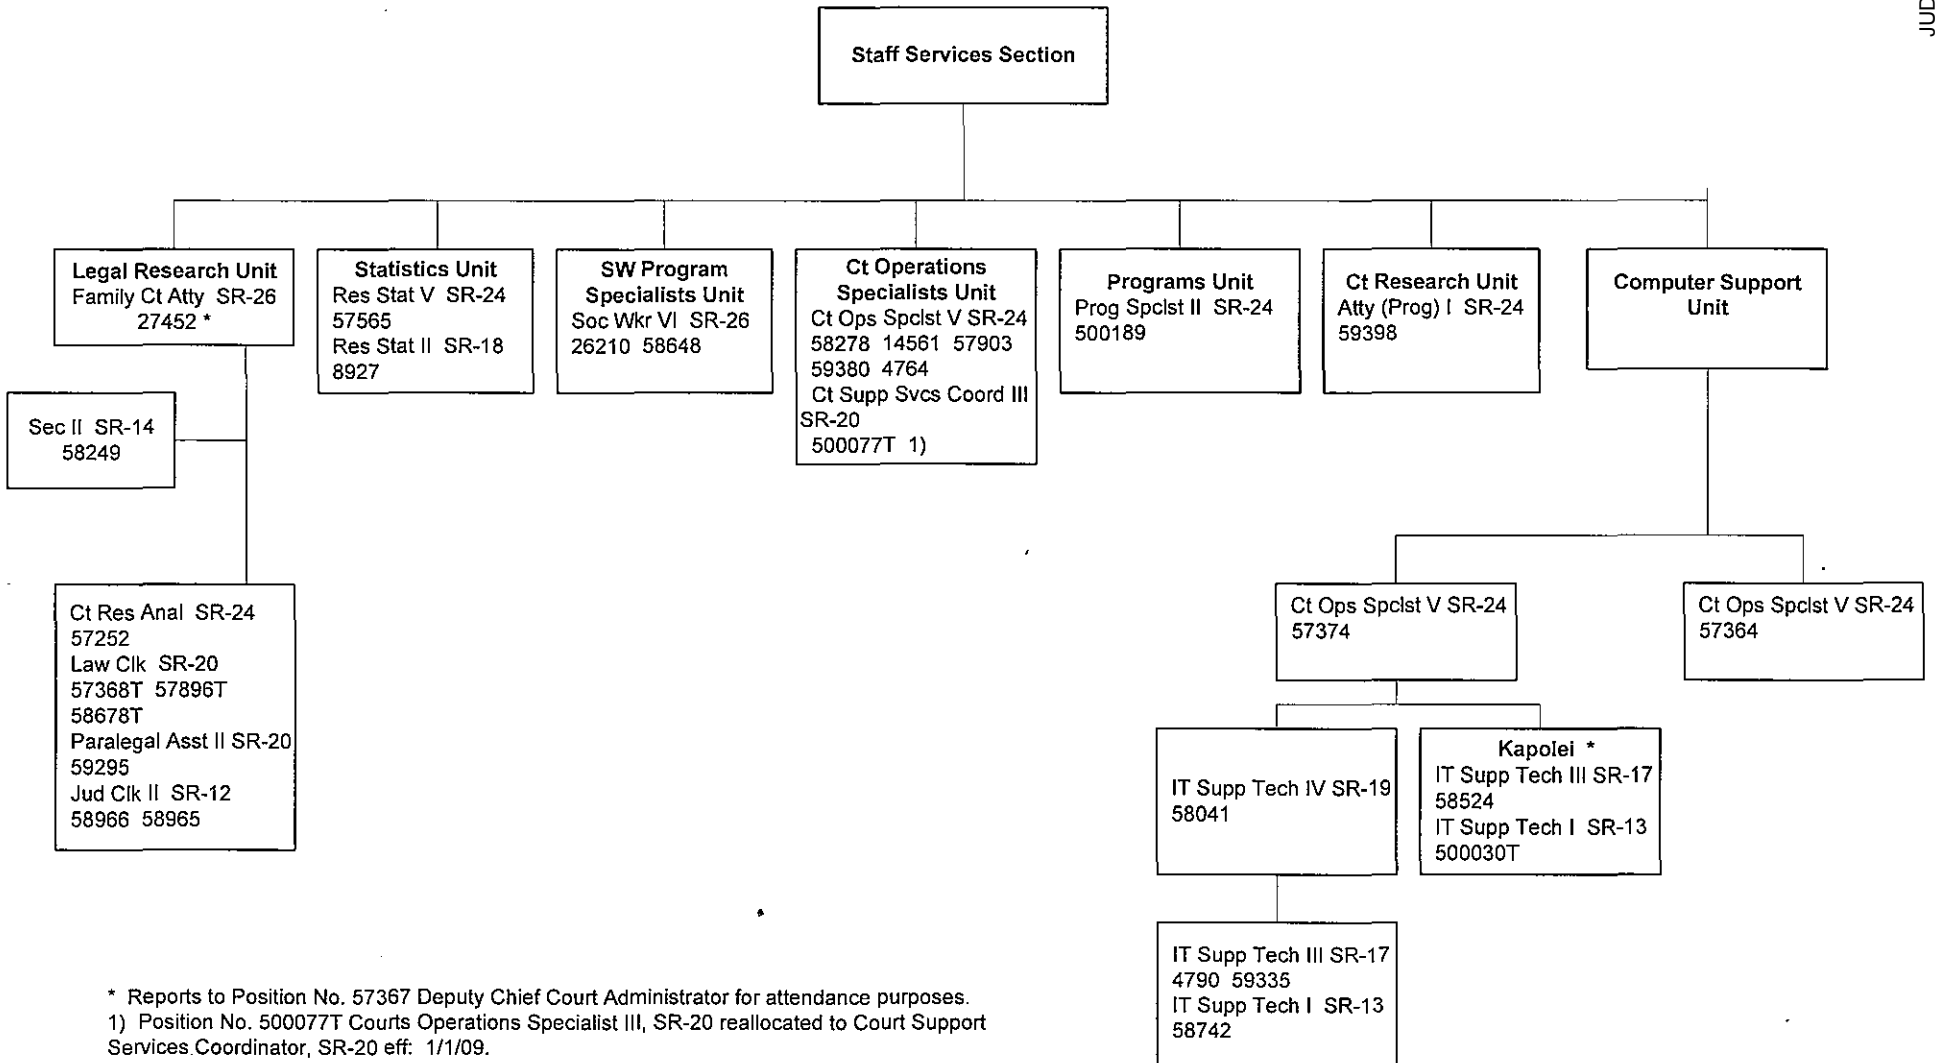 JUD
Staff Services Section
Legal Research Unit
Family Ct Atty SR-26
27452 *
Statistics Unit
Res Stat V SR-24
57565
Res Stat II SR-18
8927
SW Program
Specialists Unit
Soc Wkr VI SR-26
26210 58648
Ct Operations
Specialists Unit
Ct Ops Spclst V SR-24
58278 14561 57903
59380 4764
Ct Supp Svcs Coord III
SR-20
500077T 1)
Programs Unit
Prog Spclst II SR-24
500189
Ct Research Unit
Atty (Prog) I SR-24
59398
Computer Support
Unit
Sec II SR-14
58249
Ct Res Anal SR-24
57252
Law Clk SR-20
57368T 57896T
58678T
Paralegal Asst II SR-20
59295
Jud Clk II SR-12
58966 58965
Ct Ops Spclst V SR-24
57374
Ct Ops Spclst V SR-24
57364
IT Supp Tech IV SR-19
58041
Kapolei *
IT Supp Tech III SR-17
58524
IT Supp Tech I SR-13
500030T
IT Supp Tech III SR-17
4790 59335
IT Supp Tech I SR-13
58742
* Reports to Position No. 57367 Deputy Chief Court Administrator for attendance purposes.
1) Position No. 500077T Courts Operations Specialist III, SR-20 reallocated to Court Support
Services Coordinator, SR-20 eff: 1/1/09.